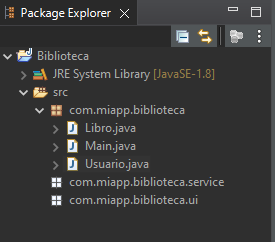 Package Explorer
Biblioteca
JRE System Library [JavaSE-1.8]
src
com.miapp.biblioteca
Libro.java
Main.java
Usuario.java
com.miapp.biblioteca.service
com.miapp.biblioteca.ui